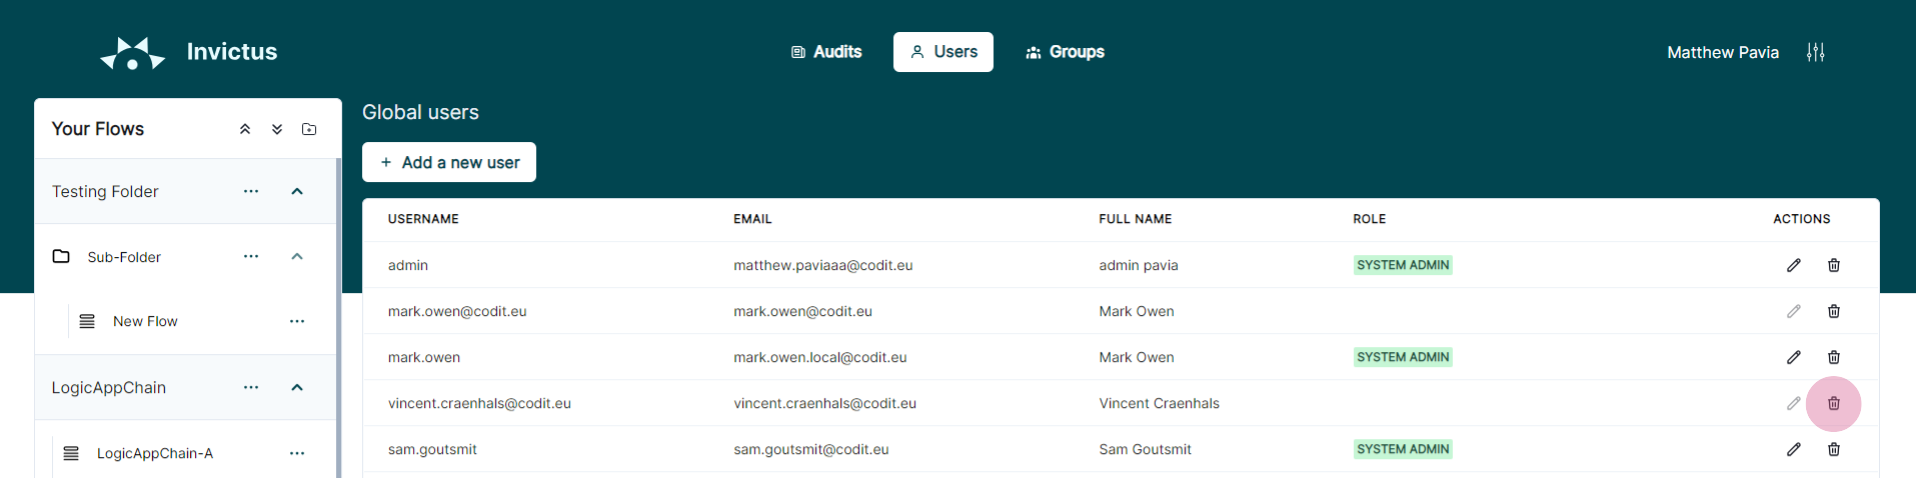 Invictus
Audits Users Groups
Matthew Pavia
Your Flows
Testing Folder
Sub-Folder
New Flow
LogicAppChain
LogicAppChain-A
Global users
+ Add a new user
USERNAME EMAIL FULL NAME ROLE ACTIONS
admin matthew.paviaaa@codit.eu admin pavia SYSTEM ADMIN
mark.owen@codit.eu mark.owen@codit.eu Mark Owen
mark.owen mark.owen.local@codit.eu Mark Owen SYSTEM ADMIN
vincent.craenhals@codit.eu vincent.craenhals@codit.eu Vincent Craenhals
sam.goutsmit sam.goutsmit@codit.eu Sam Goutsmit SYSTEM ADMIN